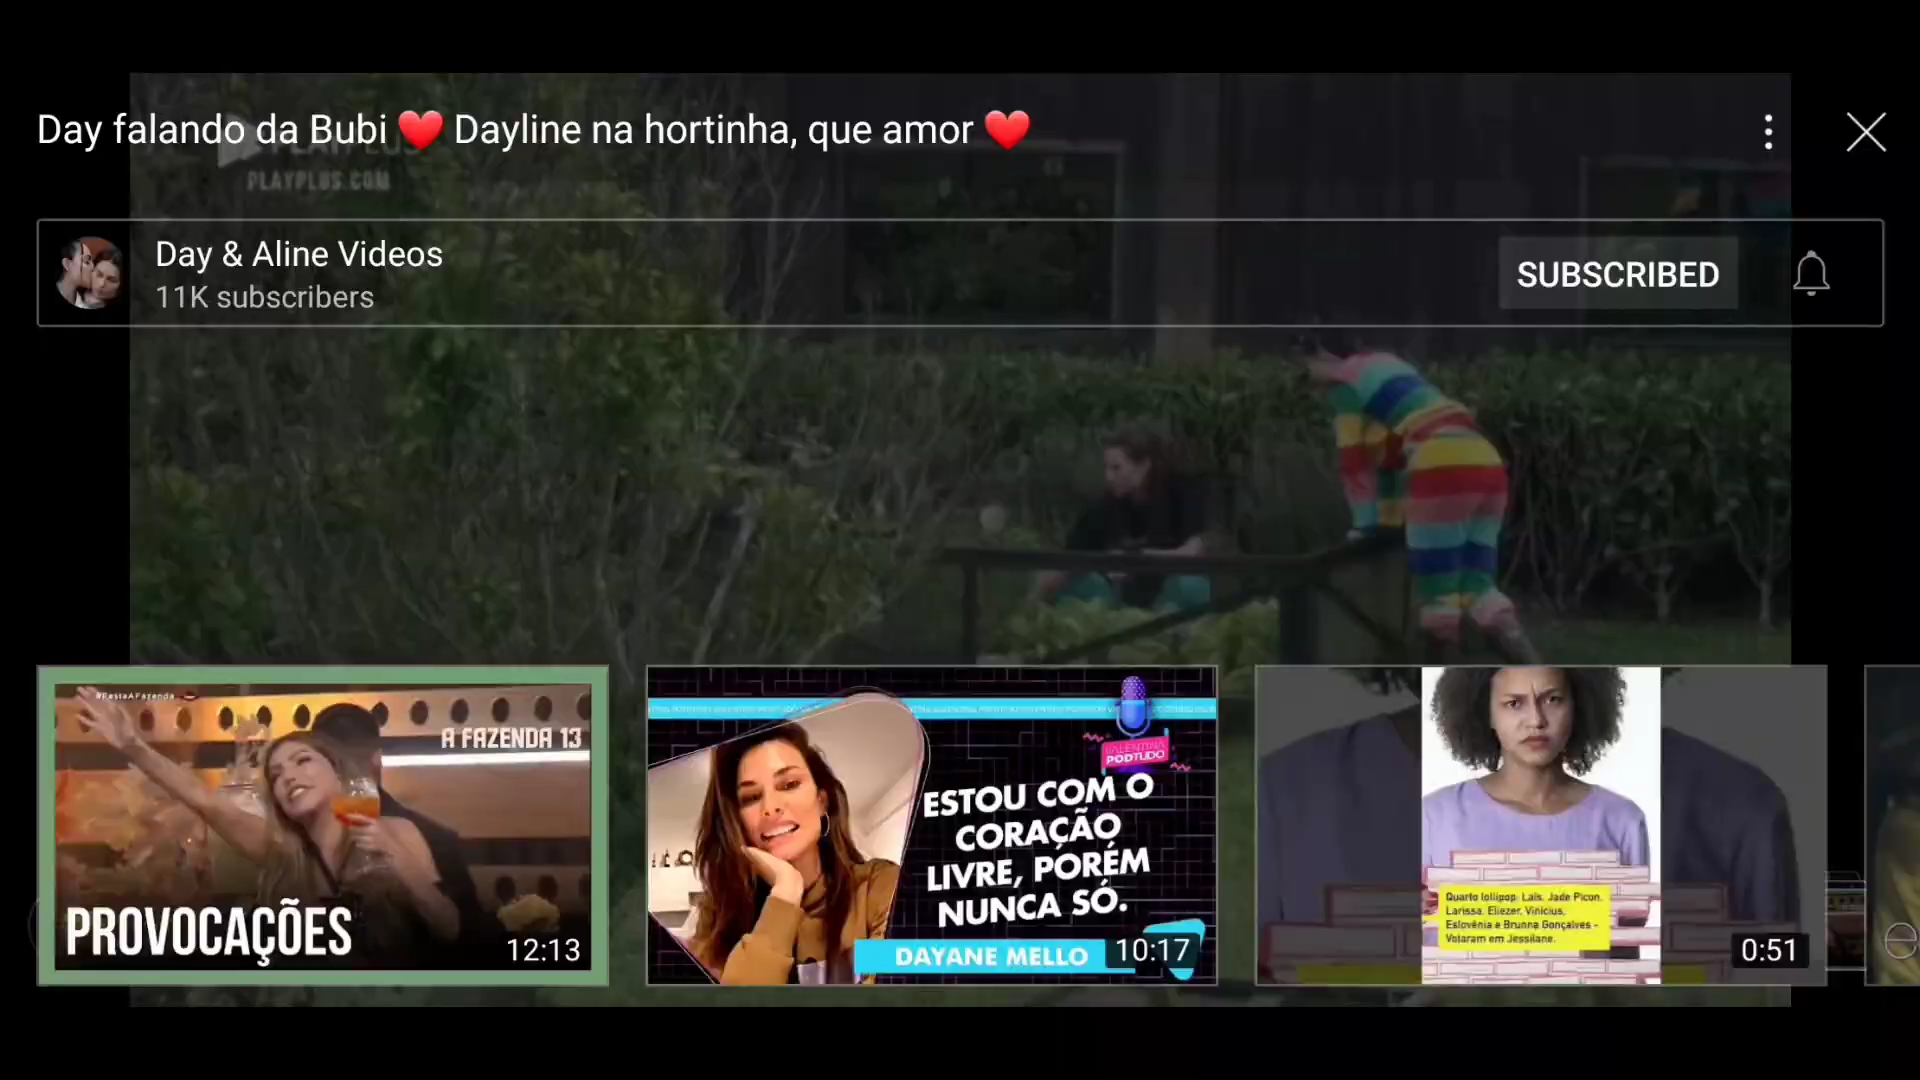 Day falando da Bubi ❤️ Dayline na hortinha, que amor ❤️
PLAYPLUS.COM
Day & Aline Videos
11K subscribers
SUBSCRIBED
#FestaAFazenda
A FAZENDA 13
PROVOCAÇÕES
12:13
VALENTINA
PODTUDO
ESTOU COM O
CORAÇÃO
LIVRE, PORÉM
NUNCA SÓ.
DAYANE MELLO
10:17
Quarto lollipop: Laís, Jade Picon,
Larissa, Eliezer, Vinicius,
Eslovênia e Brunna Gonçalves -
Votaram em Jessilane.
0:51